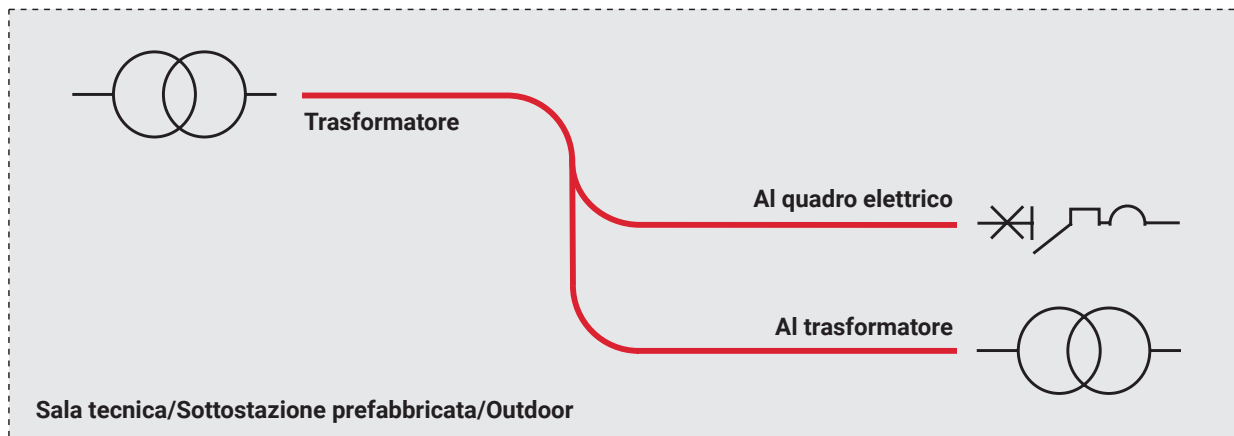 Trasformatore
Al quadro elettrico
Al trasformatore
Sala tecnica/Sottostazione prefabbricata/Outdoor